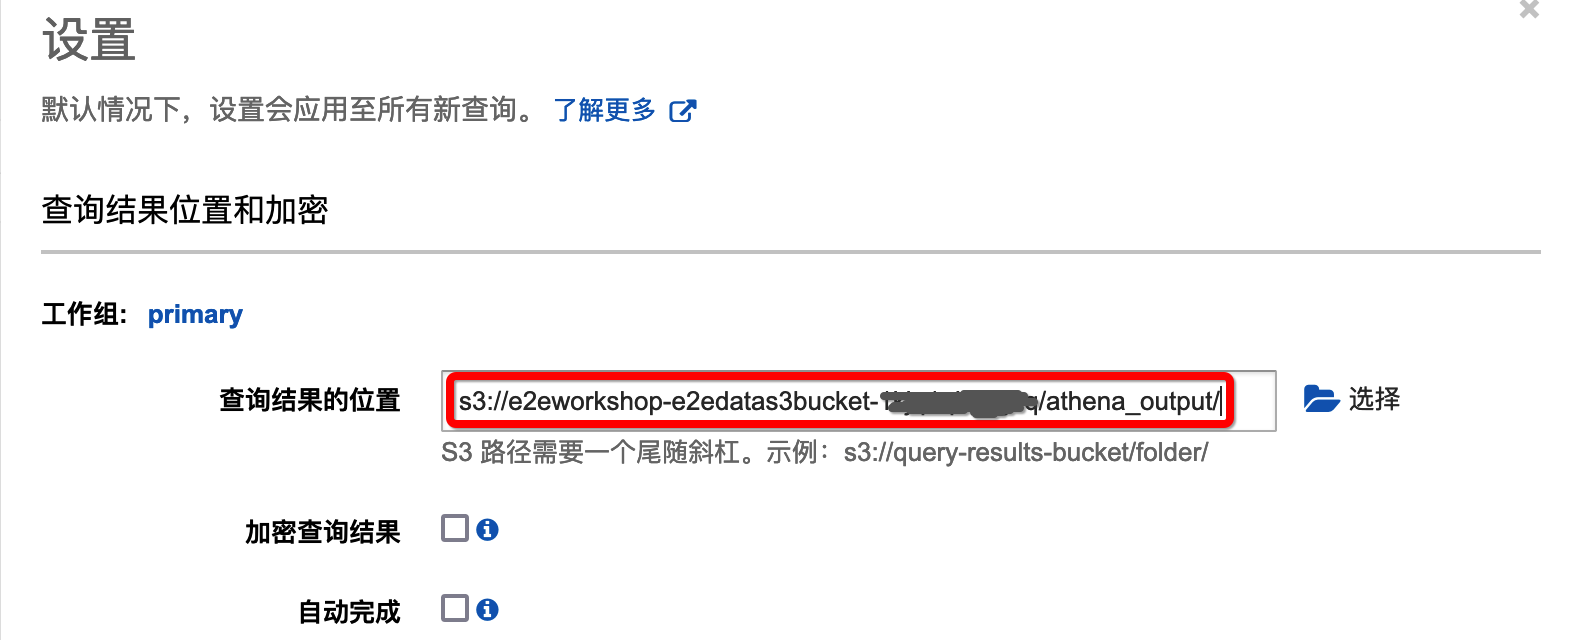 设置
默认情况下，设置会应用至所有新查询。 了解更多
查询结果位置和加密
工作组: primary
查询结果的位置 s3://e2eworkshop-e2edatas3bucket- q/athena_output/ 选择
S3 路径需要一个尾随斜杠。示例：s3://query-results-bucket/folder/
加密查询结果
自动完成